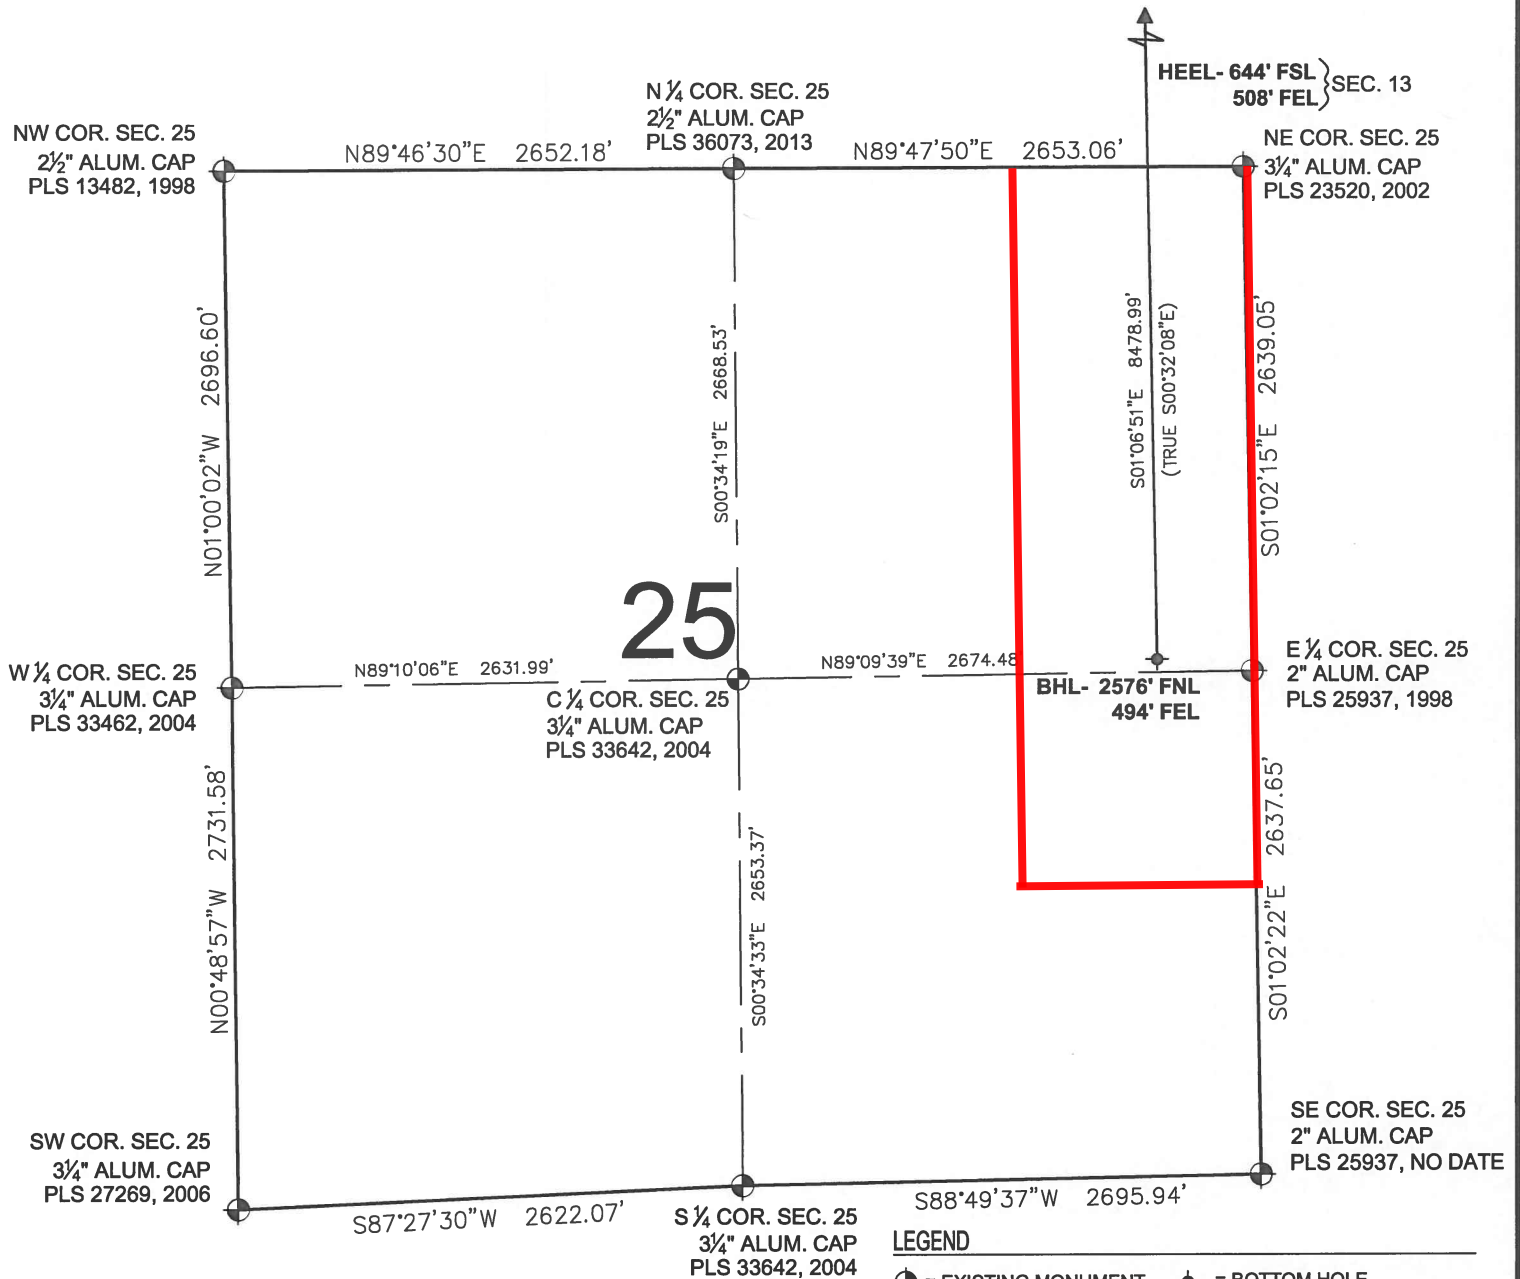 HEEL- 644' FSL
508' FEL
SEC. 13
N ¼ COR. SEC. 25
2½" ALUM. CAP
PLS 36073, 2013
NW COR. SEC. 25
2½" ALUM. CAP
PLS 13482, 1998
N89°46'30"E 2652.18'
N89°47'50"E 2653.06'
NE COR. SEC. 25
3¼" ALUM. CAP
PLS 23520, 2002
N01°00'02"W 2696.60'
S00°34'19"E 2668.53'
S01°06'51"E 8478.99'
(TRUE S00°32'08"E)
S01°02'15"E 2639.05'
25
W ¼ COR. SEC. 25
3¼" ALUM. CAP
PLS 33462, 2004
N89°10'06"E 2631.99'
N89°09'39"E 2674.48
C ¼ COR. SEC. 25
3¼" ALUM. CAP
PLS 33642, 2004
BHL- 2576' FNL
494' FEL
E ¼ COR. SEC. 25
2" ALUM. CAP
PLS 25937, 1998
N00°48'57"W 2731.58'
S00°34'33"E 2653.37'
S01°02'22"E 2637.65'
SW COR. SEC. 25
3¼" ALUM. CAP
PLS 27269, 2006
S87°27'30"W 2622.07'
S ¼ COR. SEC. 25
3¼" ALUM. CAP
PLS 33642, 2004
S88°49'37"W 2695.94'
SE COR. SEC. 25
2" ALUM. CAP
PLS 25937, NO DATE
LEGEND
= EXISTING MONUMENT
= BOTTOM HOLE